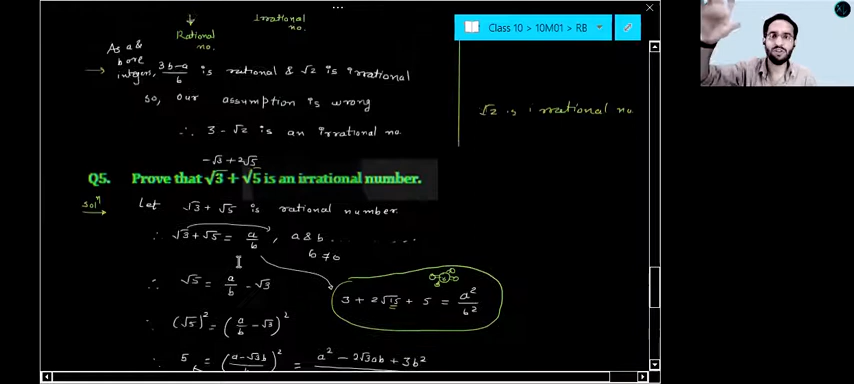 Rational no.
Irrational no.
Class 10 > 10M01 > RB
As a & b are integers, 3b-a/b is rational & √2 is irrational
so, our assumption is wrong
∴ 3 - √2 is an irrational no.
√2 is irrational no.
-√3 + 2√5
Q5. Prove that √3 + √5 is an irrational number.
Solⁿ Let √3 + √5 is rational number
∴ √3 + √5 = a/b , a & b . . . . . . . .
b ≠ 0
∴ √5 = a/b - √3
3 + 2√15 + 5 = a²/b²
∴ (√5)² = (a/b - √3)²
∴ 5 = (a-√3b/b)² = a² - 2√3ab + 3b²